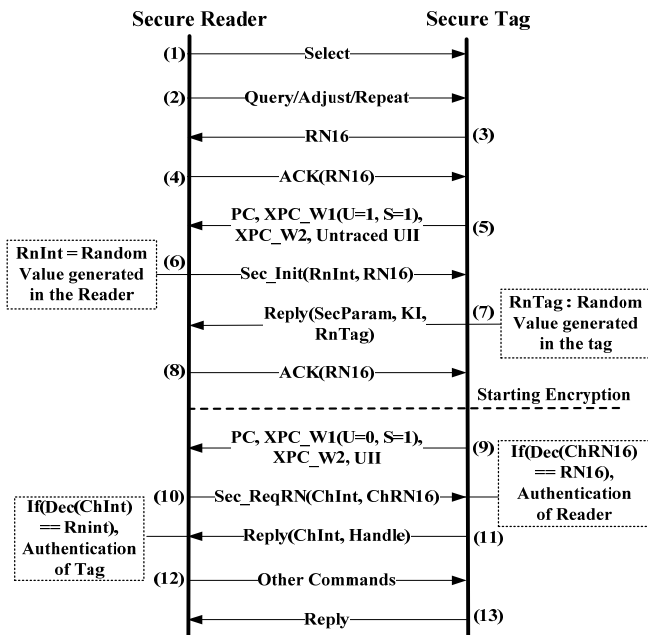 Secure Reader
Secure Tag
(1)
Select
(2)
Query/Adjust/Repeat
RN16
(3)
(4)
ACK(RN16)
PC, XPC_W1(U=1, S=1),
XPC_W2, Untraced UII
(5)
RnInt = Random
Value generated
in the Reader
(6)
Sec_Init(RnInt, RN16)
Reply(SecParam, KI,
RnTag)
(7)
RnTag : Random
Value generated
in the tag
(8)
ACK(RN16)
Starting Encryption
PC, XPC_W1(U=0, S=1),
XPC_W2, UII
(9)
If(Dec(ChRN16)
== RN16),
Authentication
of Reader
(10)
Sec_ReqRN(ChInt, ChRN16)
If(Dec(ChInt)
== Rnint),
Authentication
of Tag
Reply(ChInt, Handle)
(11)
(12)
Other Commands
Reply
(13)